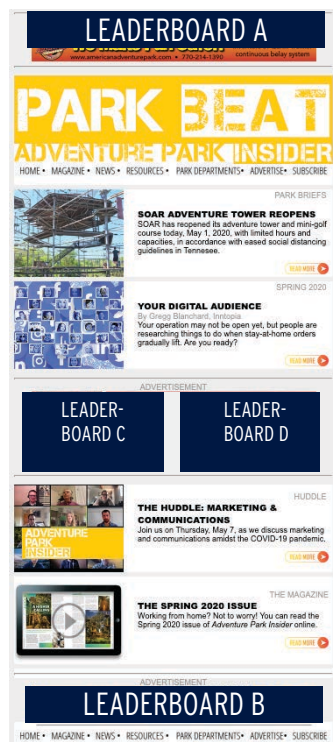 LEADERBOARD A
www.americanadventurepark.com • 770-214-1390 continuous belay system
PARK BEAT
ADVENTURE PARK INSIDER
HOME • MAGAZINE • NEWS • RESOURCES • PARK DEPARTMENTS • ADVERTISE • SUBSCRIBE
PARK BRIEFS
SOAR ADVENTURE TOWER REOPENS
SOAR has reopened its adventure tower and mini-golf
course today, May 1, 2020, with limited hours and
capacities, in accordance with eased social distancing
guidelines in Tennesee.
READ MORE
SPRING 2020
YOUR DIGITAL AUDIENCE
By Gregg Blanchard, Inntopia
Your operation may not be open yet, but people are
researching things to do when stay-at-home orders
gradually lift. Are you ready?
READ MORE
ADVERTISEMENT
LEADER-
BOARD C
LEADER-
BOARD D
HUDDLE
THE HUDDLE: MARKETING &
COMMUNICATIONS
Join us on Thursday, May 7, as we discuss marketing
and communications amidst the COVID-19 pandemic.
READ MORE
ADVENTURE
PARK
INSIDER
THE MAGAZINE
THE SPRING 2020 ISSUE
Working from home? Not to worry! You can read the
Spring 2020 issue of Adventure Park Insider online.
READ MORE
ADVERTISEMENT
LEADERBOARD B
HOME • MAGAZINE • NEWS • RESOURCES • PARK DEPARTMENTS • ADVERTISE • SUBSCRIBE